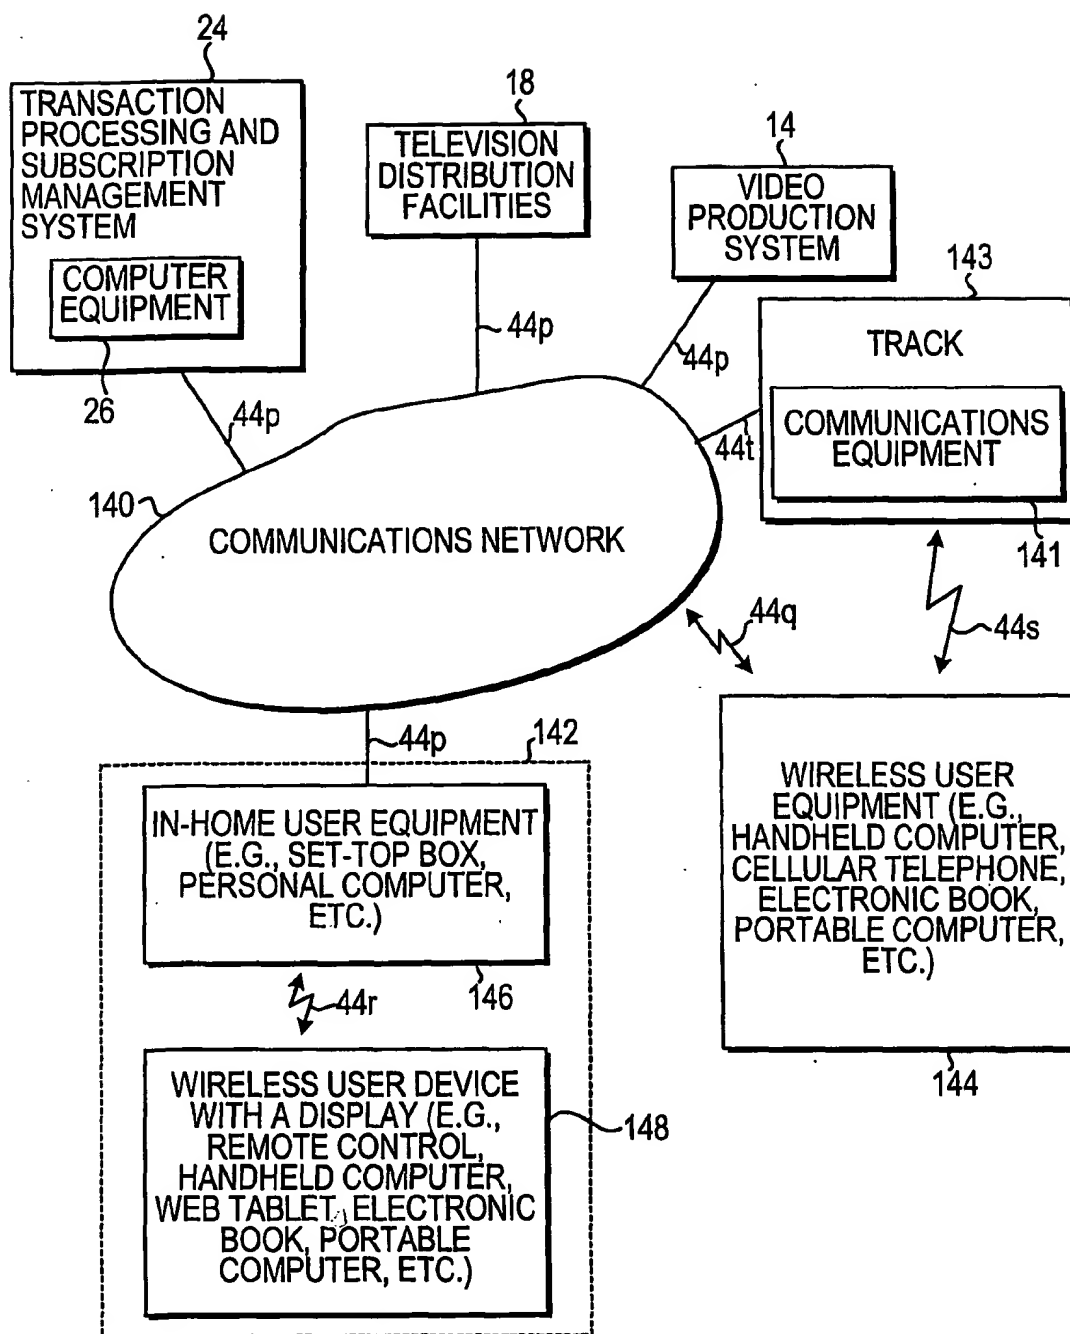 24
TRANSACTION
PROCESSING AND
SUBSCRIPTION
MANAGEMENT
SYSTEM
COMPUTER
EQUIPMENT
26
44p
18
TELEVISION
DISTRIBUTION
FACILITIES
44p
14
VIDEO
PRODUCTION
SYSTEM
44p
143
TRACK
COMMUNICATIONS
EQUIPMENT
141
44t
140
COMMUNICATIONS NETWORK
44q
44s
44p
142
IN-HOME USER EQUIPMENT
(E.G., SET-TOP BOX,
PERSONAL COMPUTER,
ETC.)
146
44r
WIRELESS USER DEVICE
WITH A DISPLAY (E.G.,
REMOTE CONTROL,
HANDHELD COMPUTER,
WEB TABLET, ELECTRONIC
BOOK, PORTABLE
COMPUTER, ETC.)
148
WIRELESS USER
EQUIPMENT (E.G.,
HANDHELD COMPUTER,
CELLULAR TELEPHONE,
ELECTRONIC BOOK,
PORTABLE COMPUTER,
ETC.)
144